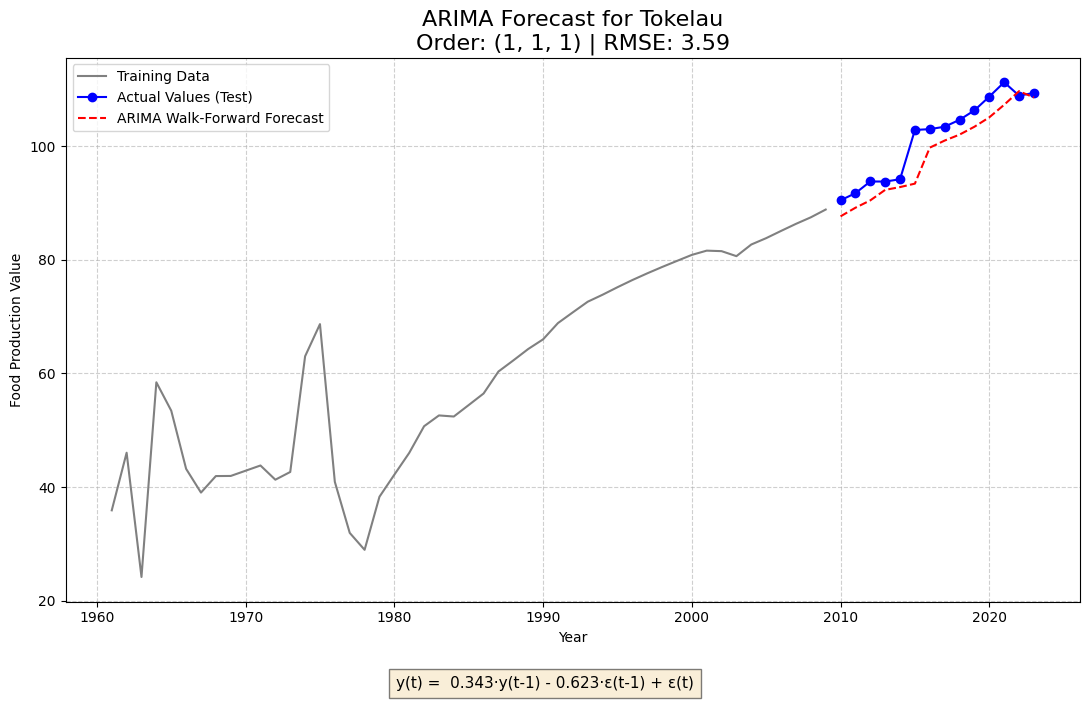 ARIMA Forecast for Tokelau
Order: (1, 1, 1) | RMSE: 3.59
Training Data
Actual Values (Test)
ARIMA Walk-Forward Forecast
Food Production Value
100
80
60
40
20
1960 1970 1980 1990 2000 2010 2020
Year
y(t) = 0.343·y(t-1) - 0.623·ε(t-1) + ε(t)